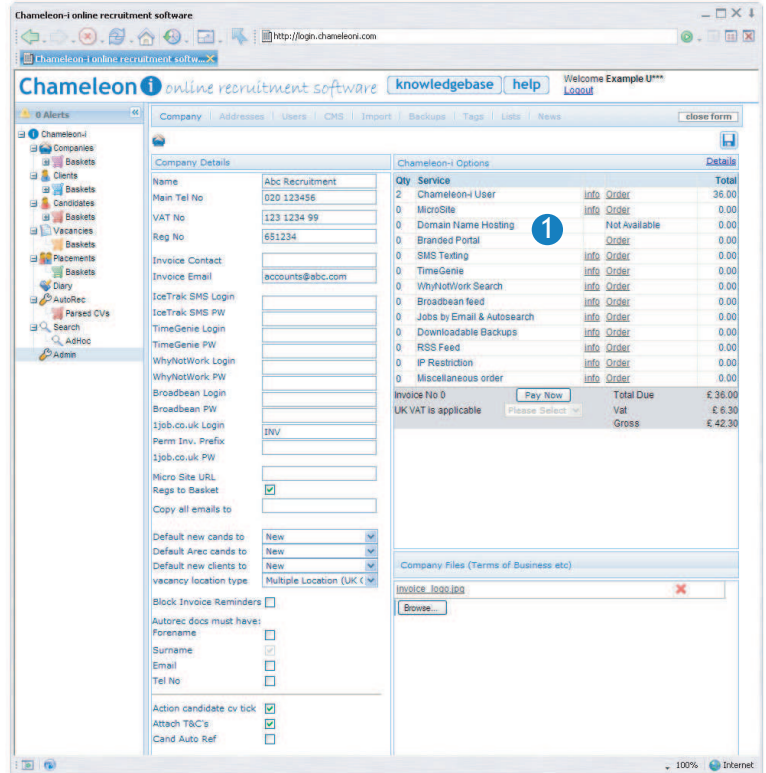 Chameleon-i online recruitment software
http://login.chameleoni.com
Chameleon-i online recruitment softw...
Chameleon i online recruitment software knowledgebase help Welcome Example U***
Logout
0 Alerts
Company Addresses Users CMS Import Backups Tags Lists News close form
Chameleon-i
Companies
Baskets
Clients
Baskets
Candidates
Baskets
Vacancies
Baskets
Placements
Baskets
Diary
AutoRec
Parsed CVs
Search
AdHoc
Admin
Company Details
Name Abc Recruitment
Main Tel No 020 123456
VAT No 123 1234 99
Reg No 651234
Invoice Contact
Invoice Email accounts@abc.com
IceTrak SMS Login
IceTrak SMS PW
TimeGenie Login
TimeGenie PW
WhyNotWork Login
WhyNotWork PW
Broadbean Login
Broadbean PW
1job.co.uk Login
Perm Inv. Prefix INV
1job.co.uk PW
Micro Site URL
Regs to Basket
Copy all emails to
Default new cands to New
Default Arec cands to New
Default new clients to New
vacancy location type Multiple Location (UK (
Block Invoice Reminders
Autorec docs must have:
Forename
Surname
Email
Tel No
Action candidate cv tick
Attach T&C's
Cand Auto Ref
Chameleon-i Options Details
Qty Service Total
2 Chameleon-i User info Order 36.00
0 MicroSite info Order 0.00
0 Domain Name Hosting Not Available 0.00
1
0 Branded Portal Order 0.00
0 SMS Texting info Order 0.00
0 TimeGenie info Order 0.00
0 WhyNotWork Search info Order 0.00
0 Broadbean feed info Order 0.00
0 Jobs by Email & Autosearch info Order 0.00
0 Downloadable Backups info Order 0.00
0 RSS Feed info Order 0.00
0 IP Restriction info Order 0.00
0 Miscellaneous order info Order 0.00
Invoice No 0 Pay Now Total Due £ 36.00
UK VAT is applicable Please Select Vat £ 6.30
Gross £ 42.30
Company Files (Terms of Business etc)
invoice_logo.jpg
Browse...
100% Internet